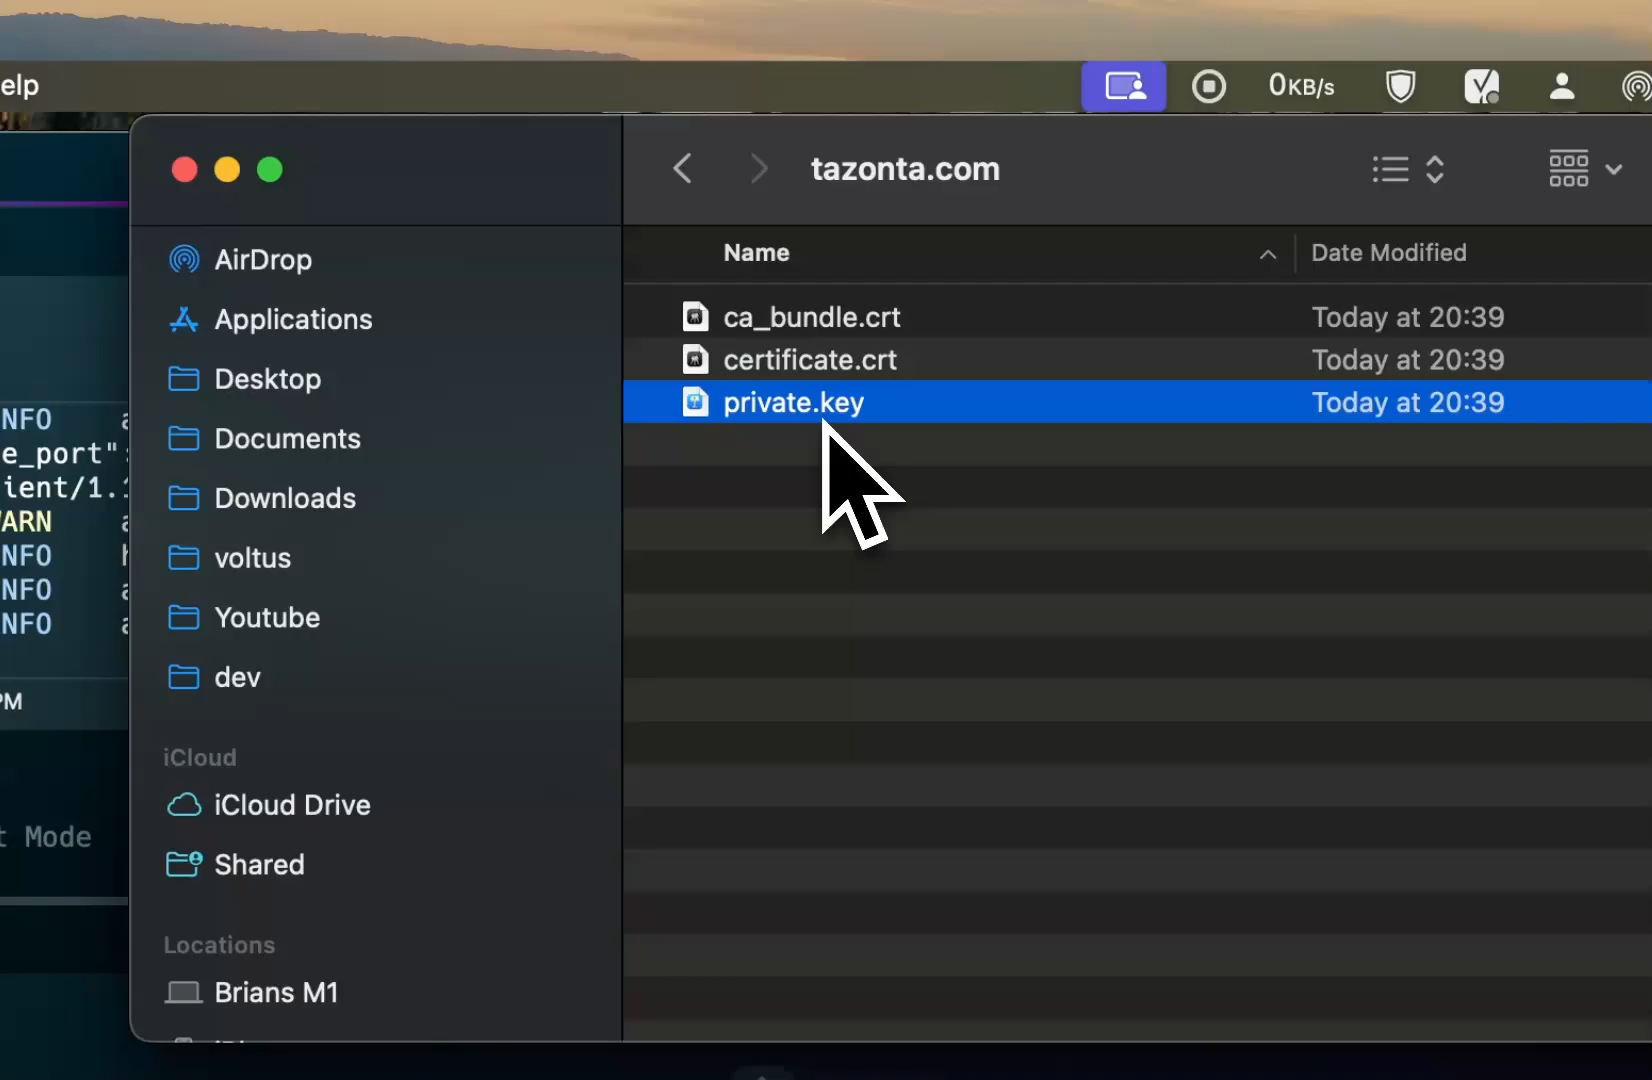 elp
0KB/s
tazonta.com
Name
Date Modified
ca_bundle.crt
Today at 20:39
certificate.crt
Today at 20:39
private.key
Today at 20:39
AirDrop
Applications
Desktop
Documents
Downloads
voltus
Youtube
dev
iCloud
iCloud Drive
Shared
Locations
Brians M1
NFO
e_port":
ient/1.
ARN
NFO
NFO
NFO
PM
t Mode